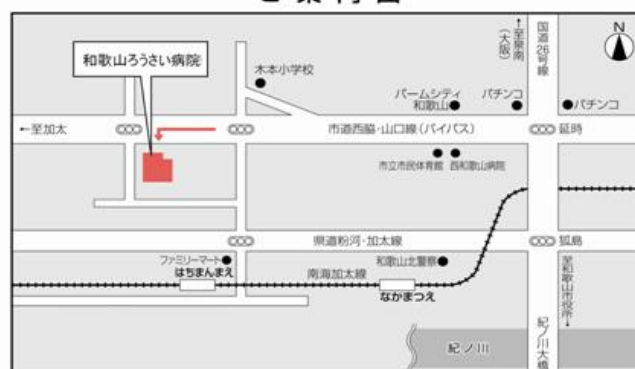 ご案内図
和歌山ろうさい病院
木本小学校
↑至泉南(大阪)
国道26号線
N
パームシティ和歌山
パチンコ
パチンコ
←至加太
市道西脇・山口線(バイパス)
延時
市立市民体育館
西和歌山病院
県道粉河・加太線
狐島
ファミリーマート
はちまんまえ
南海加太線
和歌山北警察
なかまつえ
至和歌山市役所→
紀ノ川
紀ノ川大橋